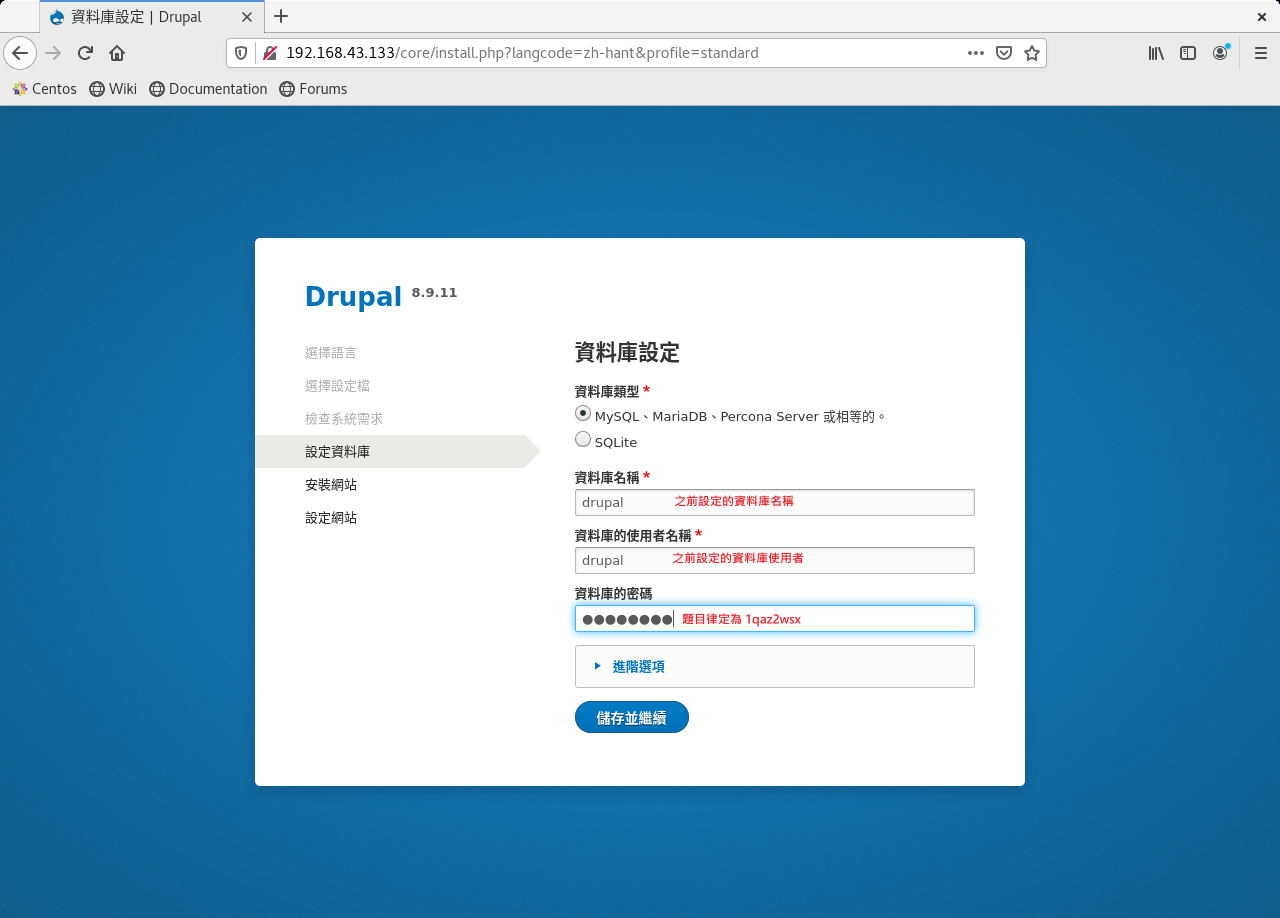 資料庫設定 | Drupal
192.168.43.133/core/install.php?langcode=zh-hant&profile=standard
Centos Wiki Documentation Forums
Drupal 8.9.11
選擇語言
選擇設定檔
檢查系統需求
設定資料庫
安裝網站
設定網站
資料庫設定
資料庫類型 *
MySQL、MariaDB、Percona Server 或相等的。
SQLite
資料庫名稱 *
drupal 之前設定的資料庫名稱
資料庫的使用者名稱 *
drupal 之前設定的資料庫使用者
資料庫的密碼
●●●●●●●● 題目律定為 1qaz2wsx
進階選項
儲存並繼續